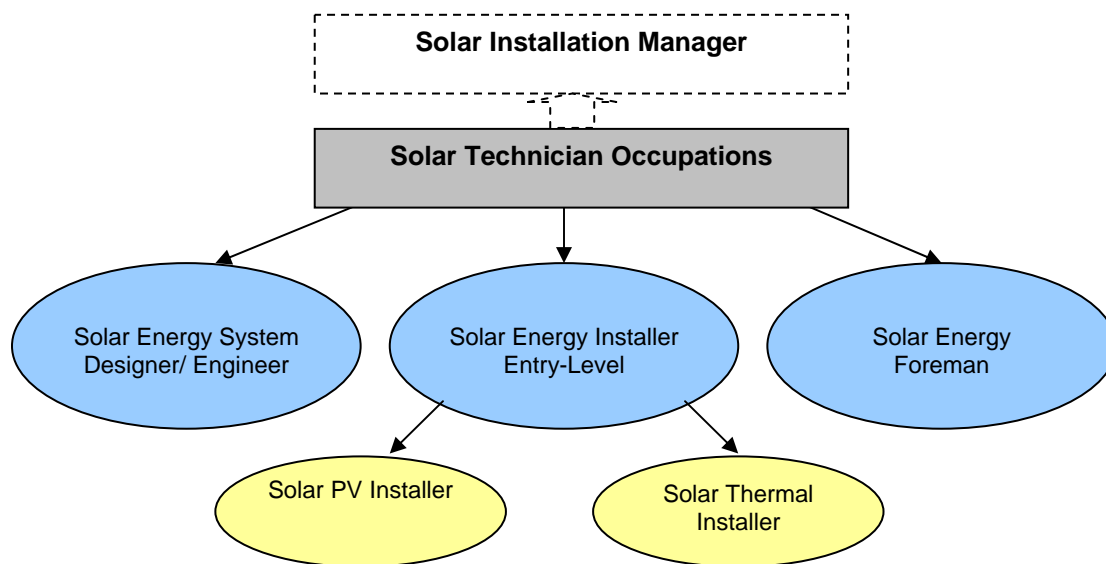 Solar Installation Manager
Solar Technician Occupations
Solar Energy System
Designer/ Engineer
Solar Energy Installer
Entry-Level
Solar Energy
Foreman
Solar PV Installer
Solar Thermal
Installer